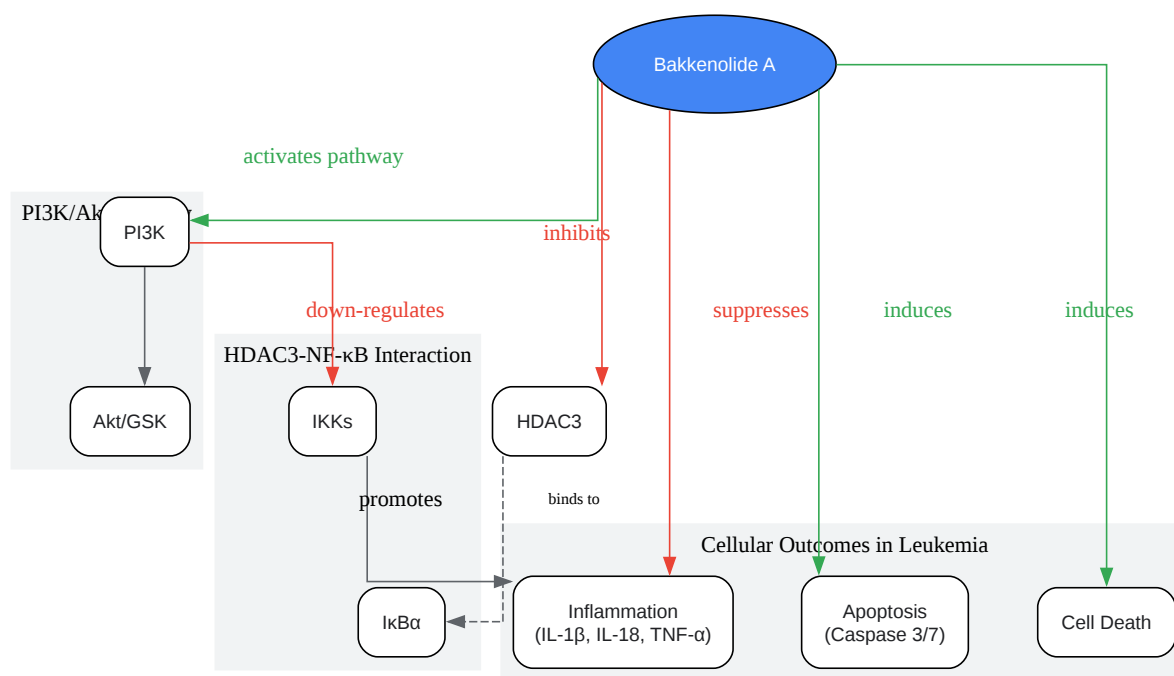 Bakkenolide A
activates pathway
PI3K/Ak
PI3K
inhibits
down-regulates
suppresses
induces
induces
HDAC3-NF-κB Interaction
Akt/GSK
IKKs
HDAC3
promotes
binds to
Cellular Outcomes in Leukemia
IκBα
Inflammation
(IL-1β, IL-18, TNF-α)
Apoptosis
(Caspase 3/7)
Cell Death